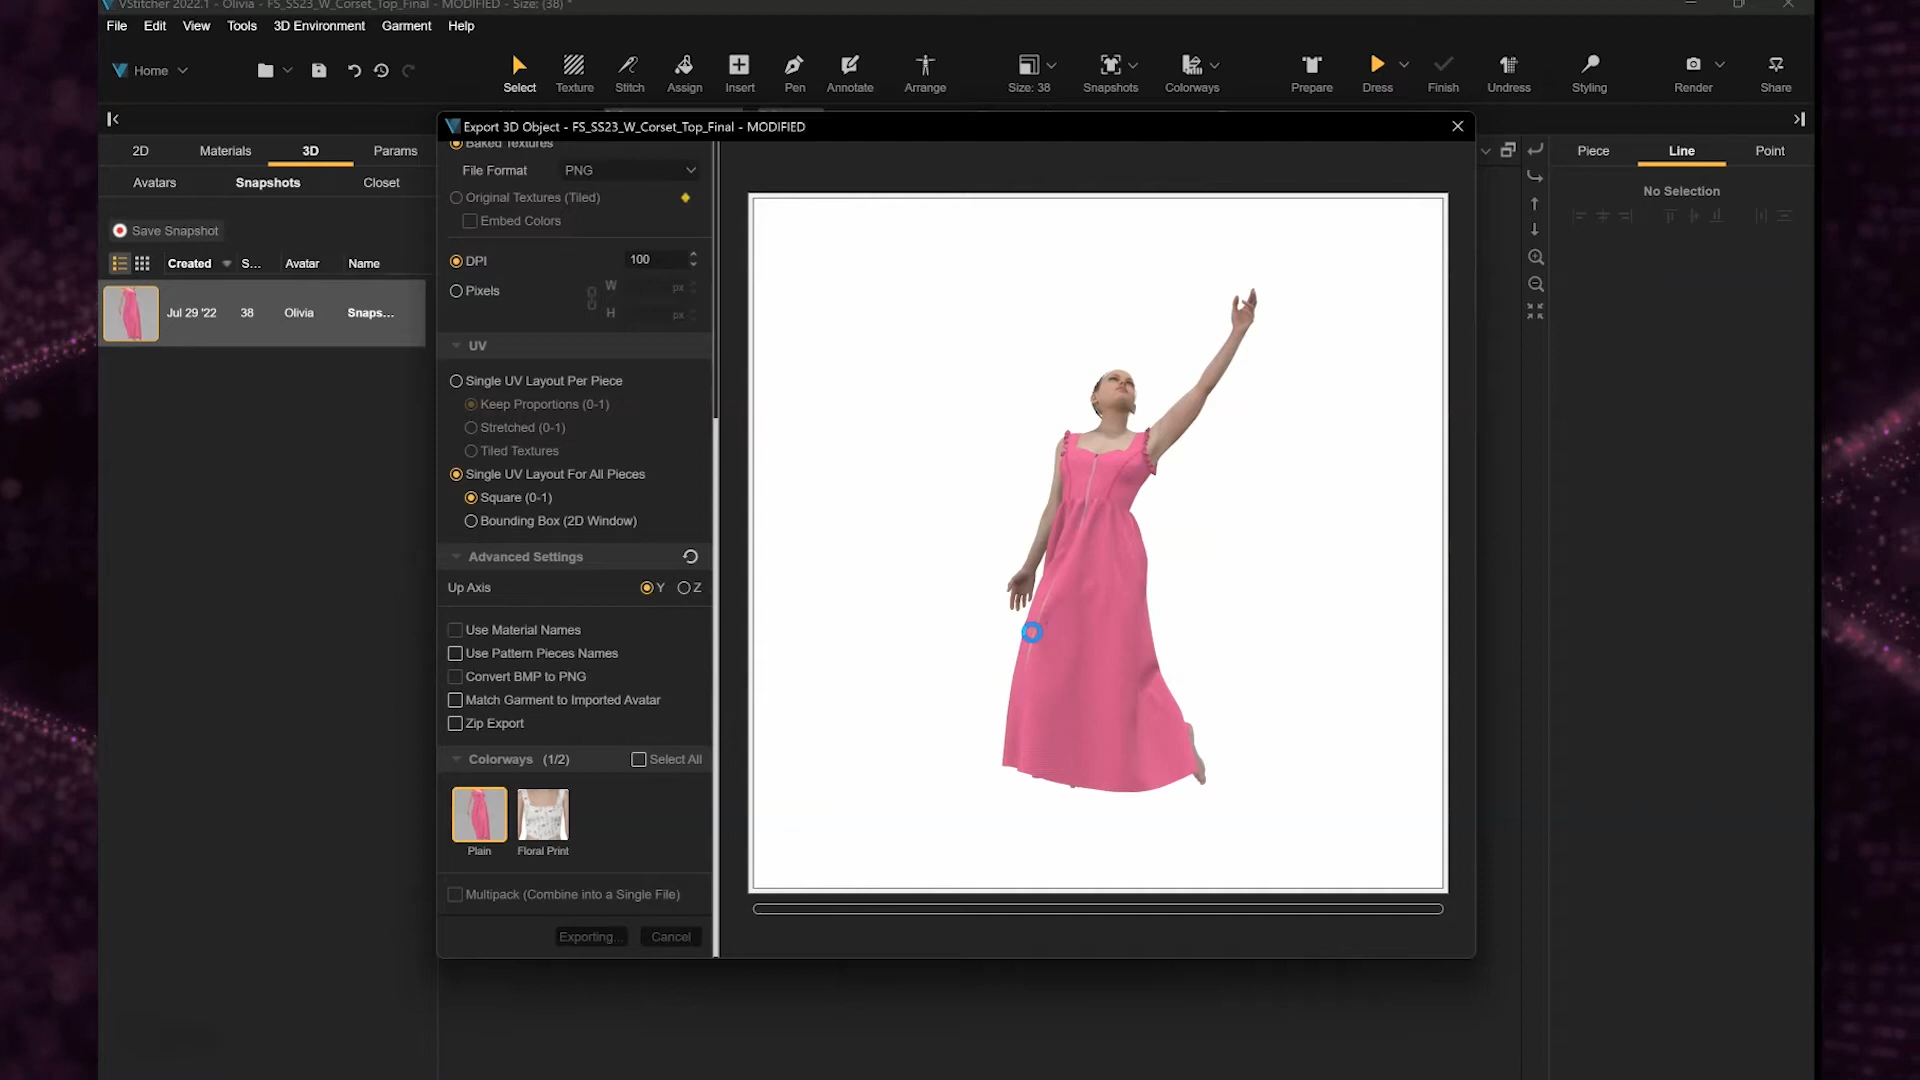 VStitcher 2022.1 - Olivia - FS_SS23_W_Corset_Top_Final - MODIFIED - Size: (38) *
File Edit View Tools 3D Environment Garment Help
Home
Select Texture Stitch Assign Insert Pen Annotate Arrange Size: 38 Snapshots Colorways Prepare Dress Finish Undress Styling Render Share
Export 3D Object - FS_SS23_W_Corset_Top_Final - MODIFIED
2D Materials 3D Params
Avatars Snapshots Closet
Save Snapshot
Created S... Avatar Name
Jul 29 '22 38 Olivia Snaps...
Baked Textures
File Format PNG
Original Textures (Tiled)
Embed Colors
DPI 100
Pixels W px
H px
UV
Single UV Layout Per Piece
Keep Proportions (0-1)
Stretched (0-1)
Tiled Textures
Single UV Layout For All Pieces
Square (0-1)
Bounding Box (2D Window)
Advanced Settings
Up Axis Y Z
Use Material Names
Use Pattern Pieces Names
Convert BMP to PNG
Match Garment to Imported Avatar
Zip Export
Colorways (1/2) Select All
Plain Floral Print
Multipack (Combine into a Single File)
Exporting... Cancel
Piece Line Point
No Selection